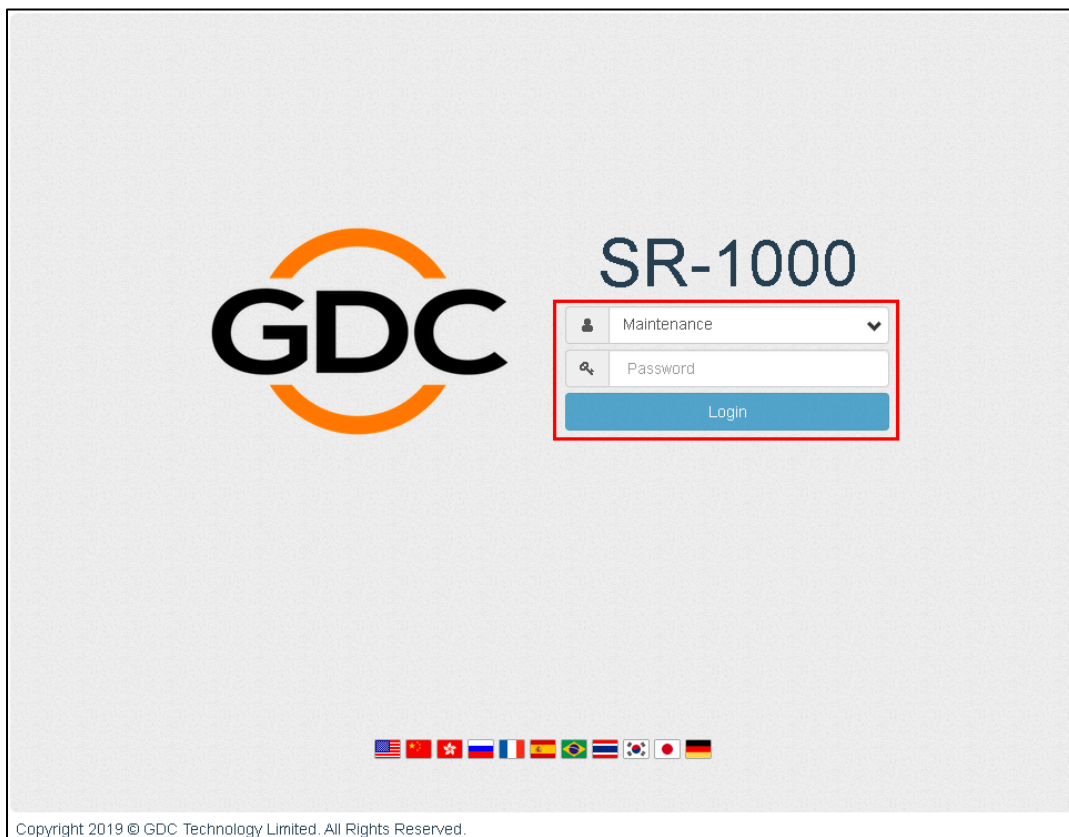 GDC
SR-1000
Maintenance
Password
Login
Copyright 2019 © GDC Technology Limited. All Rights Reserved.